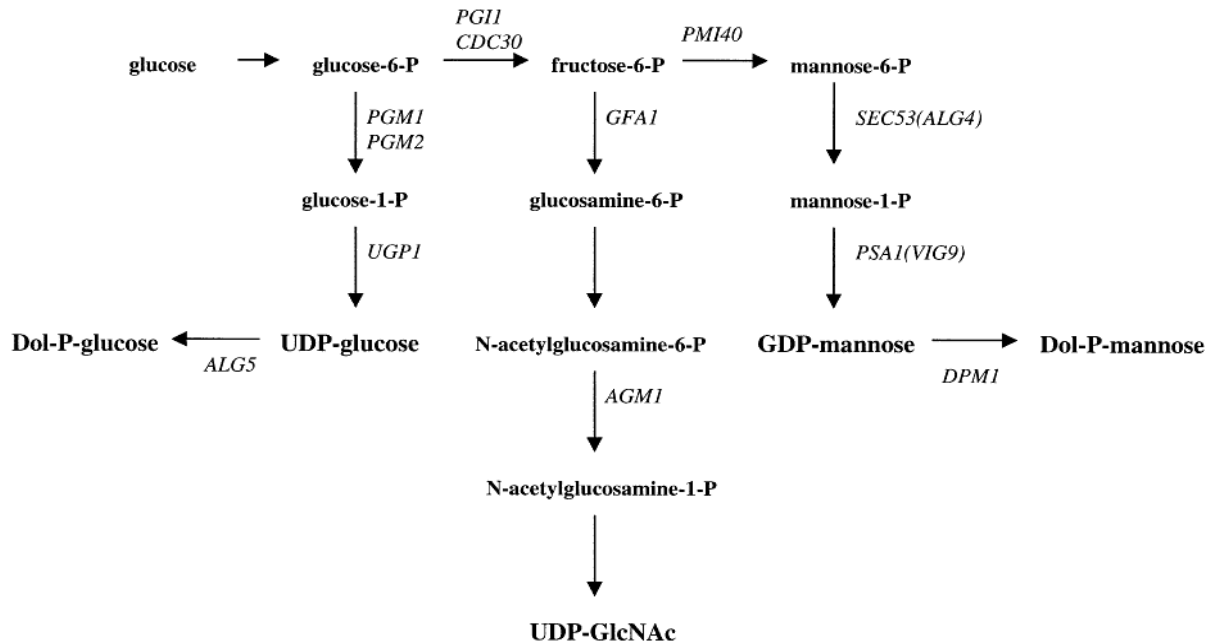 PGI1
CDC30
PMI40
glucose
glucose-6-P
fructose-6-P
mannose-6-P
PGM1
PGM2
GFA1
SEC53(ALG4)
glucose-1-P
glucosamine-6-P
mannose-1-P
UGP1
PSA1(VIG9)
Dol-P-glucose
UDP-glucose
N-acetylglucosamine-6-P
GDP-mannose
Dol-P-mannose
ALG5
DPM1
AGM1
N-acetylglucosamine-1-P
UDP-GlcNAc